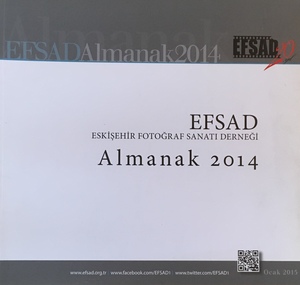 Almanak
EFSADAlmanak2014
EFSAD
EFSAD
ESKİŞEHİR FOTOĞRAF SANATI DERNEĞİ
Almanak 2014
www.efsad.org.tr www.facebook.com/EFSAD1 www.twitter.com/EFSAD1
Ocak 2015